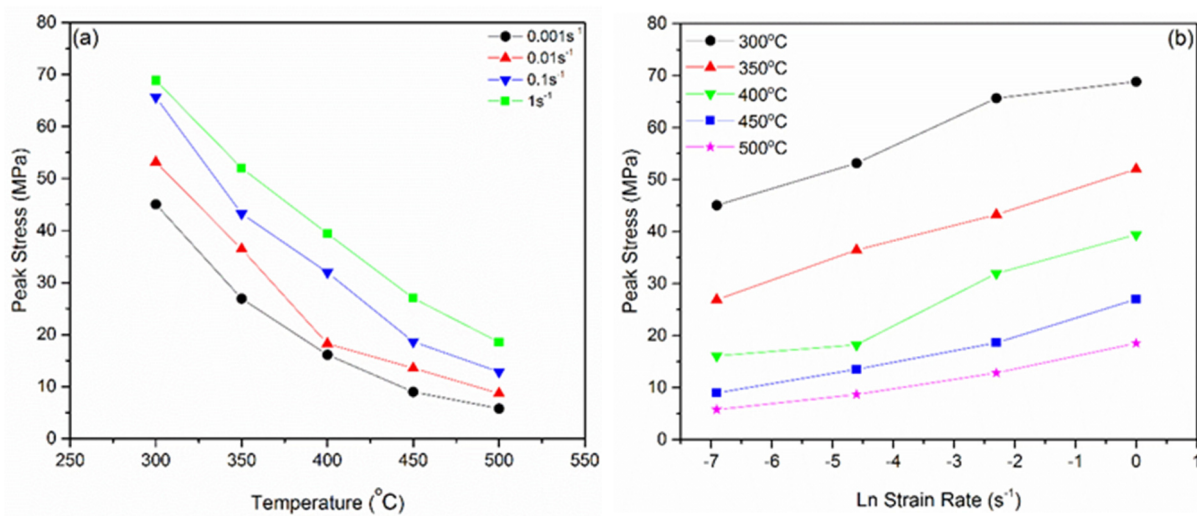 (a)
0.001s⁻¹
0.01s⁻¹
0.1s⁻¹
1s⁻¹
80
70
60
50
40
30
20
10
0
250
300
350
400
450
500
550
Peak Stress (MPa)
Temperature (°C)
(b)
300°C
350°C
400°C
450°C
500°C
80
70
60
50
40
30
20
10
0
-7
-6
-5
-4
-3
-2
-1
0
1
Peak Stress (MPa)
Ln Strain Rate (s⁻¹)